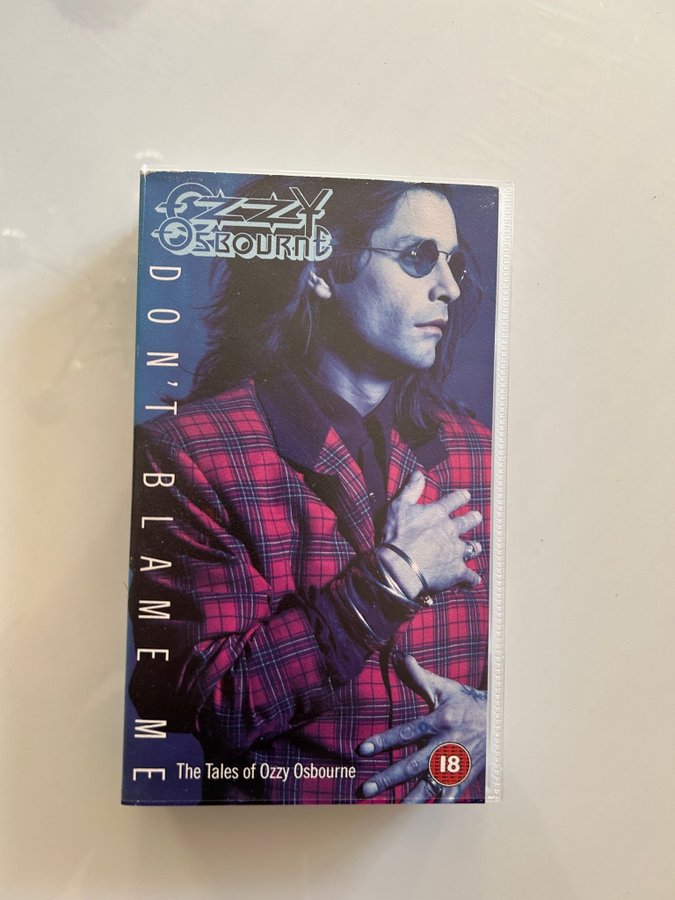 OZZY
OSBOURNE
DON'T BLAME ME
The Tales of Ozzy Osbourne
18